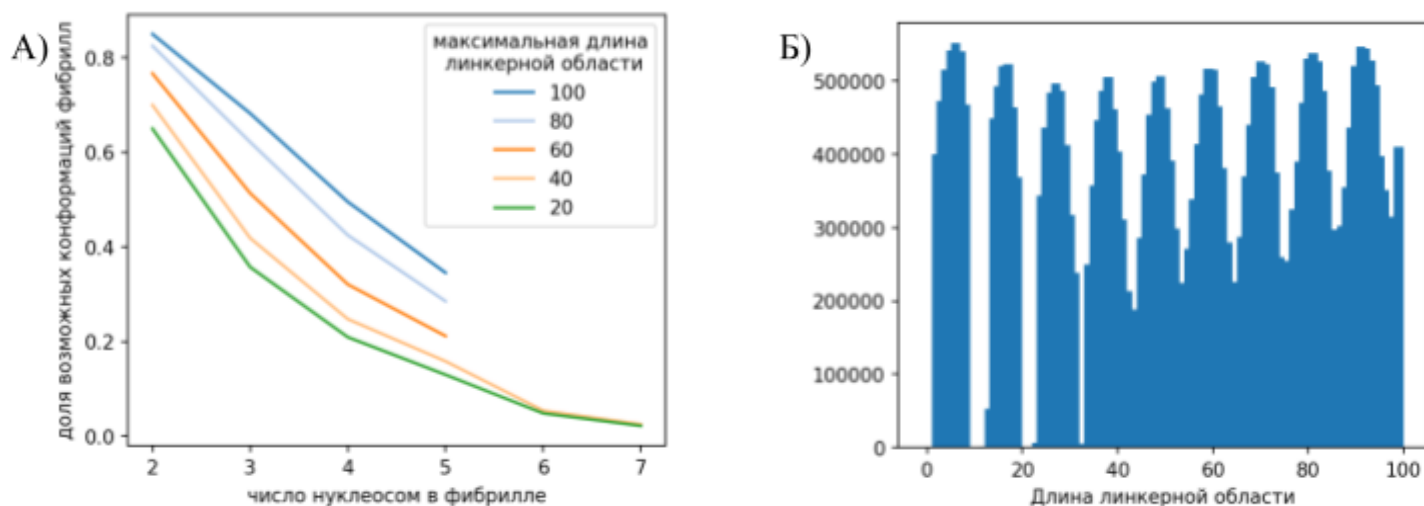 А)
доля возможных конформаций фибрилл
0.8
0.6
0.4
0.2
0.0
2 3 4 5 6 7
число нуклеосом в фибрилле
максимальная длина
линкерной области
100
80
60
40
20
Б)
500000
400000
300000
200000
100000
0
0 20 40 60 80 100
Длина линкерной области